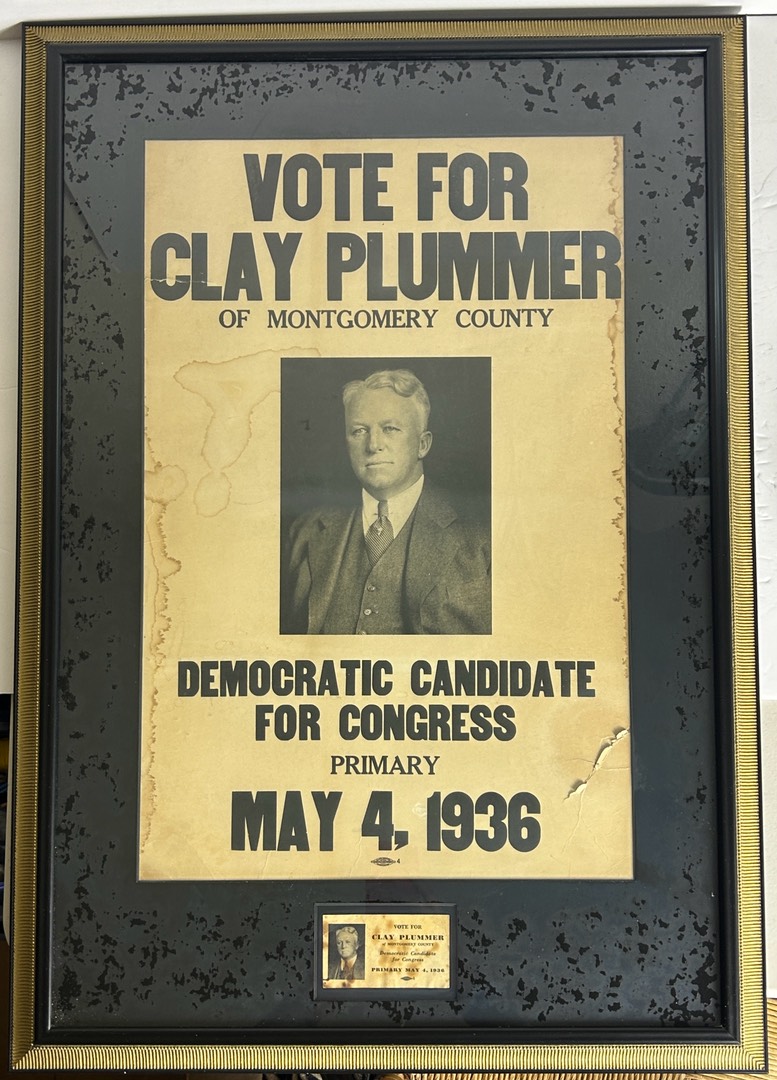 VOTE FOR
CLAY PLUMMER
OF MONTGOMERY COUNTY
DEMOCRATIC CANDIDATE
FOR CONGRESS
PRIMARY
MAY 4, 1936
4
VOTE FOR
CLAY PLUMMER
of MONTGOMERY COUNTY
Democratic Candidate
for Congress
PRIMARY MAY 4, 1936